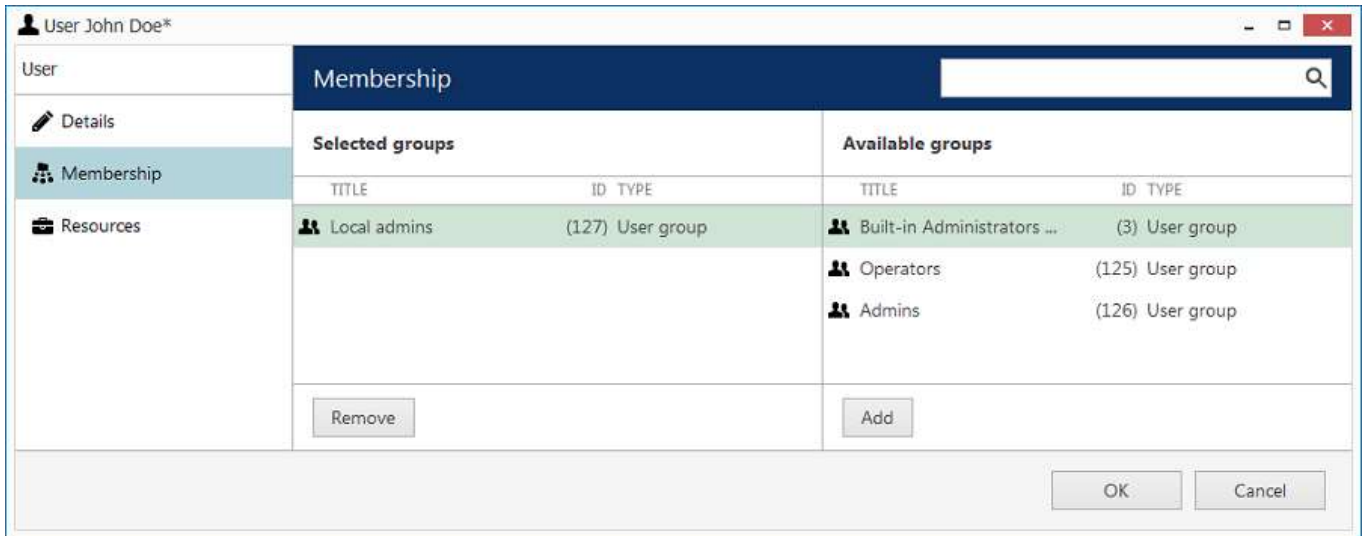 User John Doe*
User
Details
Membership
Resources
Membership
Selected groups
TITLE ID TYPE
Local admins (127) User group
Remove
Available groups
TITLE ID TYPE
Built-in Administrators ... (3) User group
Operators (125) User group
Admins (126) User group
Add
OK Cancel